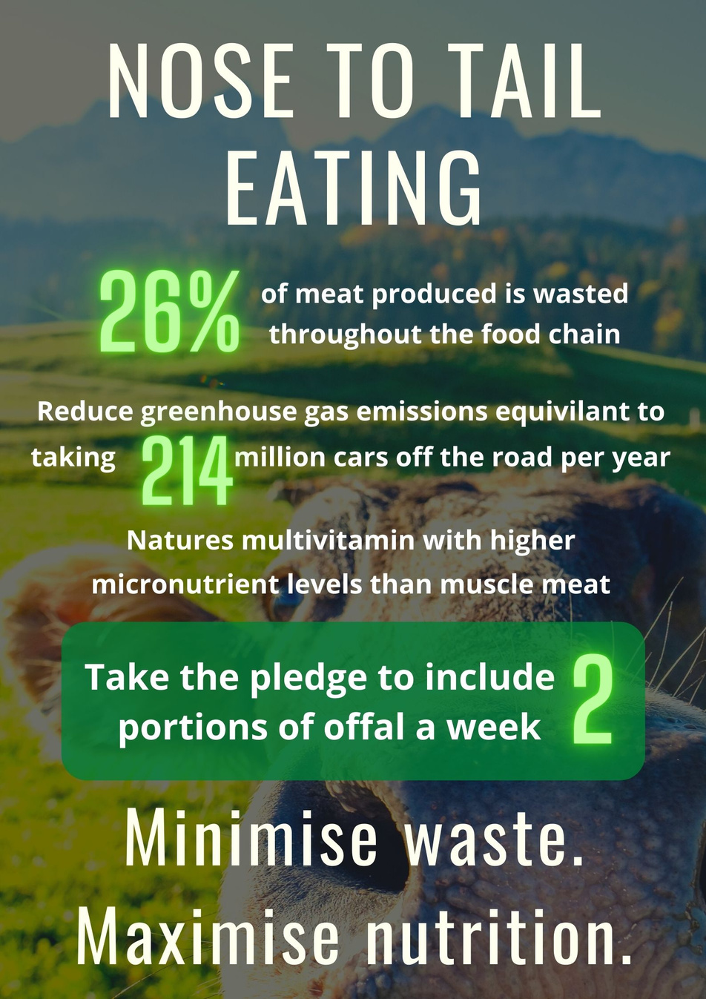 NOSE TO TAIL
EATING
26% of meat produced is wasted
throughout the food chain
Reduce greenhouse gas emissions equivilant to
taking 214 million cars off the road per year
Natures multivitamin with higher
micronutrient levels than muscle meat
Take the pledge to include 2
portions of offal a week
Minimise waste.
Maximise nutrition.